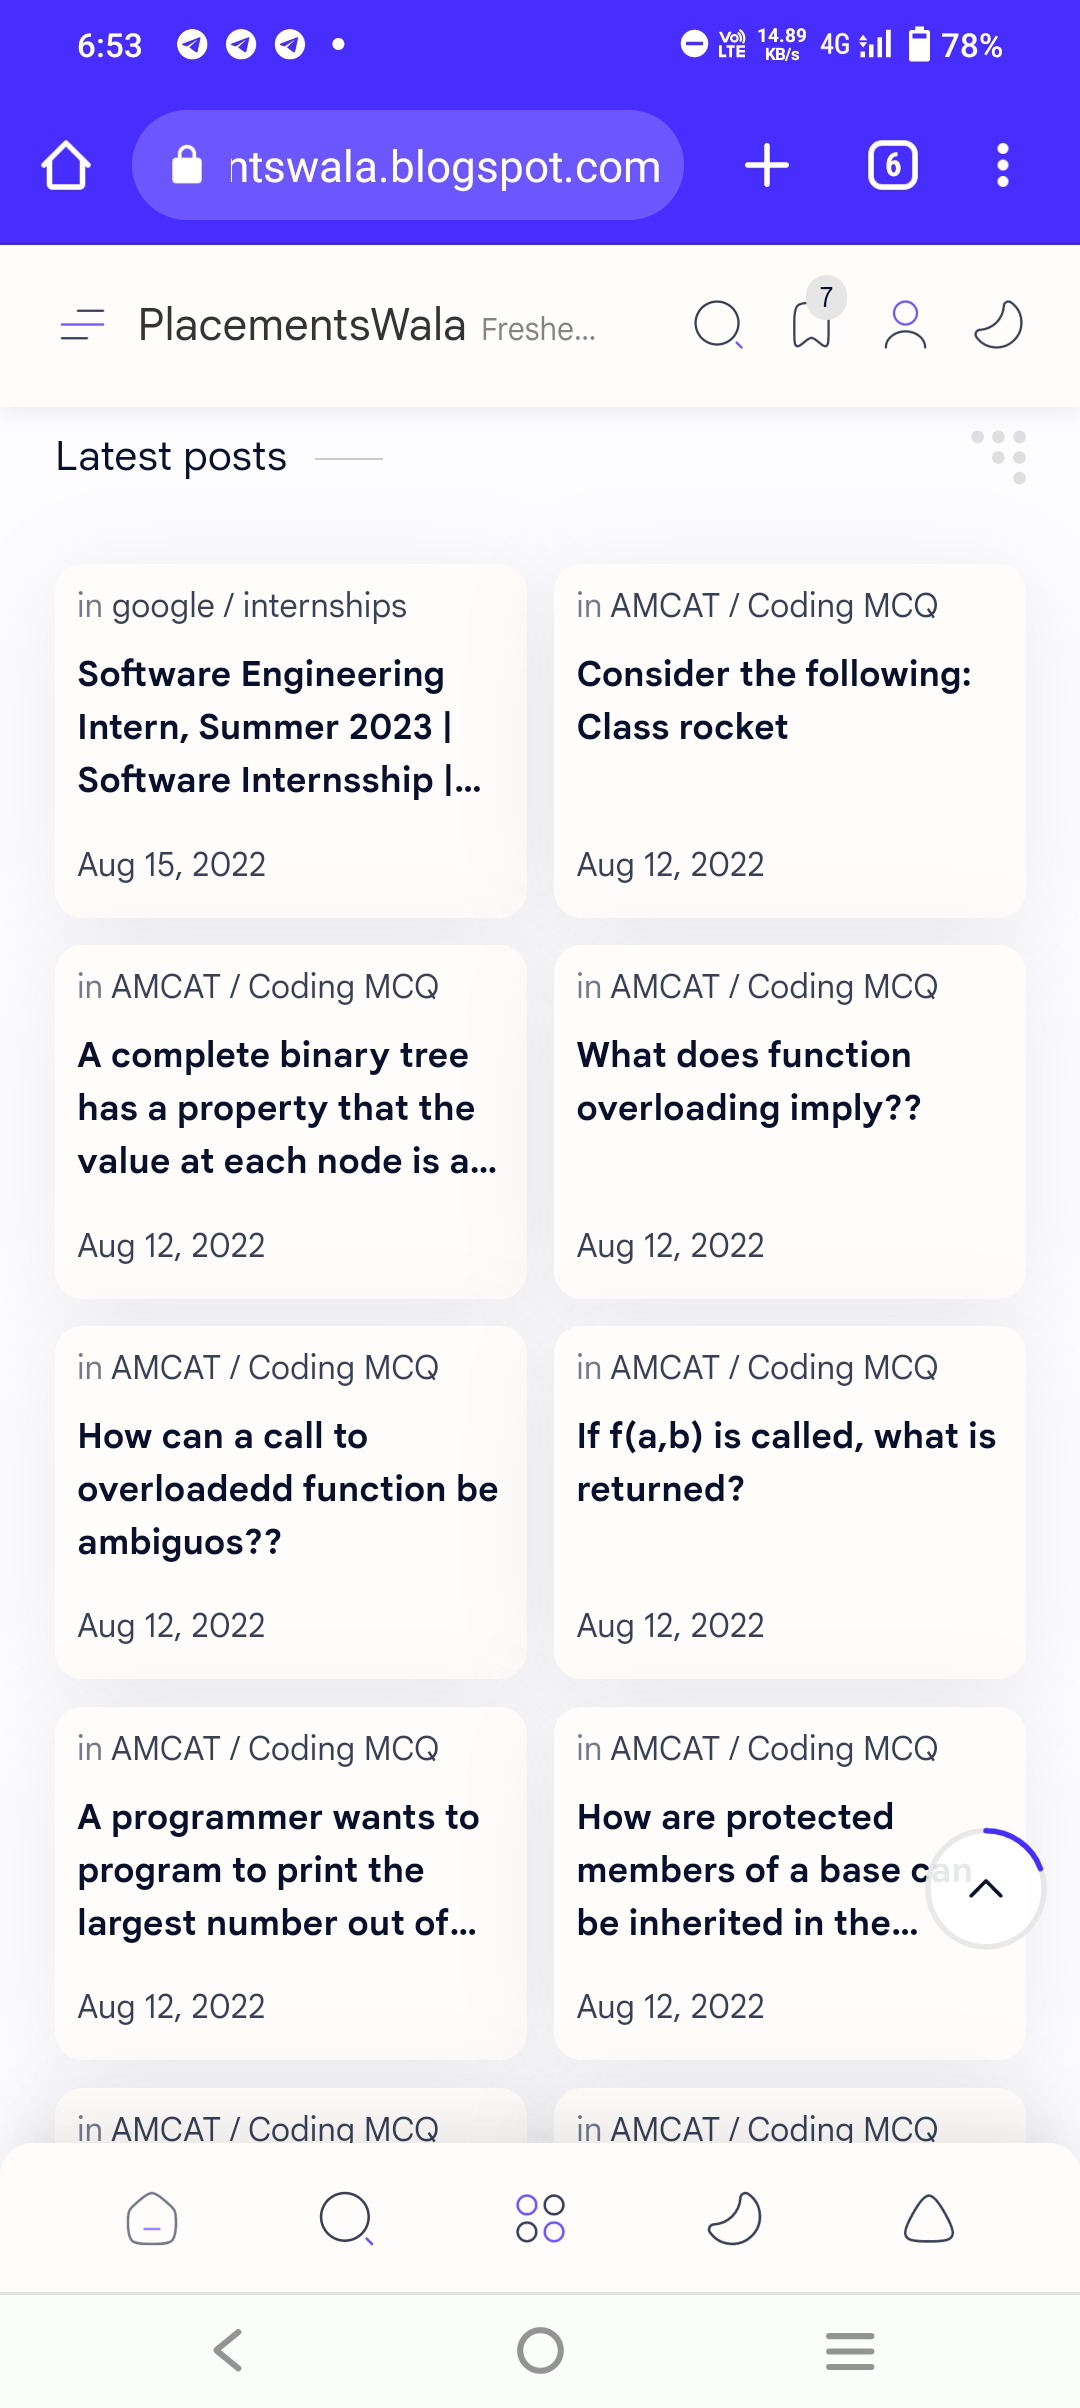 6:53
Vo)) LTE 14.89 KB/s 4G 78%
ntswala.blogspot.com
6
PlacementsWala Freshe...
7
Latest posts
in google / internships
Software Engineering
Intern, Summer 2023 |
Software Internsship |...
Aug 15, 2022
in AMCAT / Coding MCQ
Consider the following:
Class rocket
Aug 12, 2022
in AMCAT / Coding MCQ
A complete binary tree
has a property that the
value at each node is a...
Aug 12, 2022
in AMCAT / Coding MCQ
What does function
overloading imply??
Aug 12, 2022
in AMCAT / Coding MCQ
How can a call to
overloadedd function be
ambiguos??
Aug 12, 2022
in AMCAT / Coding MCQ
If f(a,b) is called, what is
returned?
Aug 12, 2022
in AMCAT / Coding MCQ
A programmer wants to
program to print the
largest number out of...
Aug 12, 2022
in AMCAT / Coding MCQ
How are protected
members of a base can
be inherited in the...
Aug 12, 2022
in AMCAT / Coding MCQ
in AMCAT / Coding MCQ